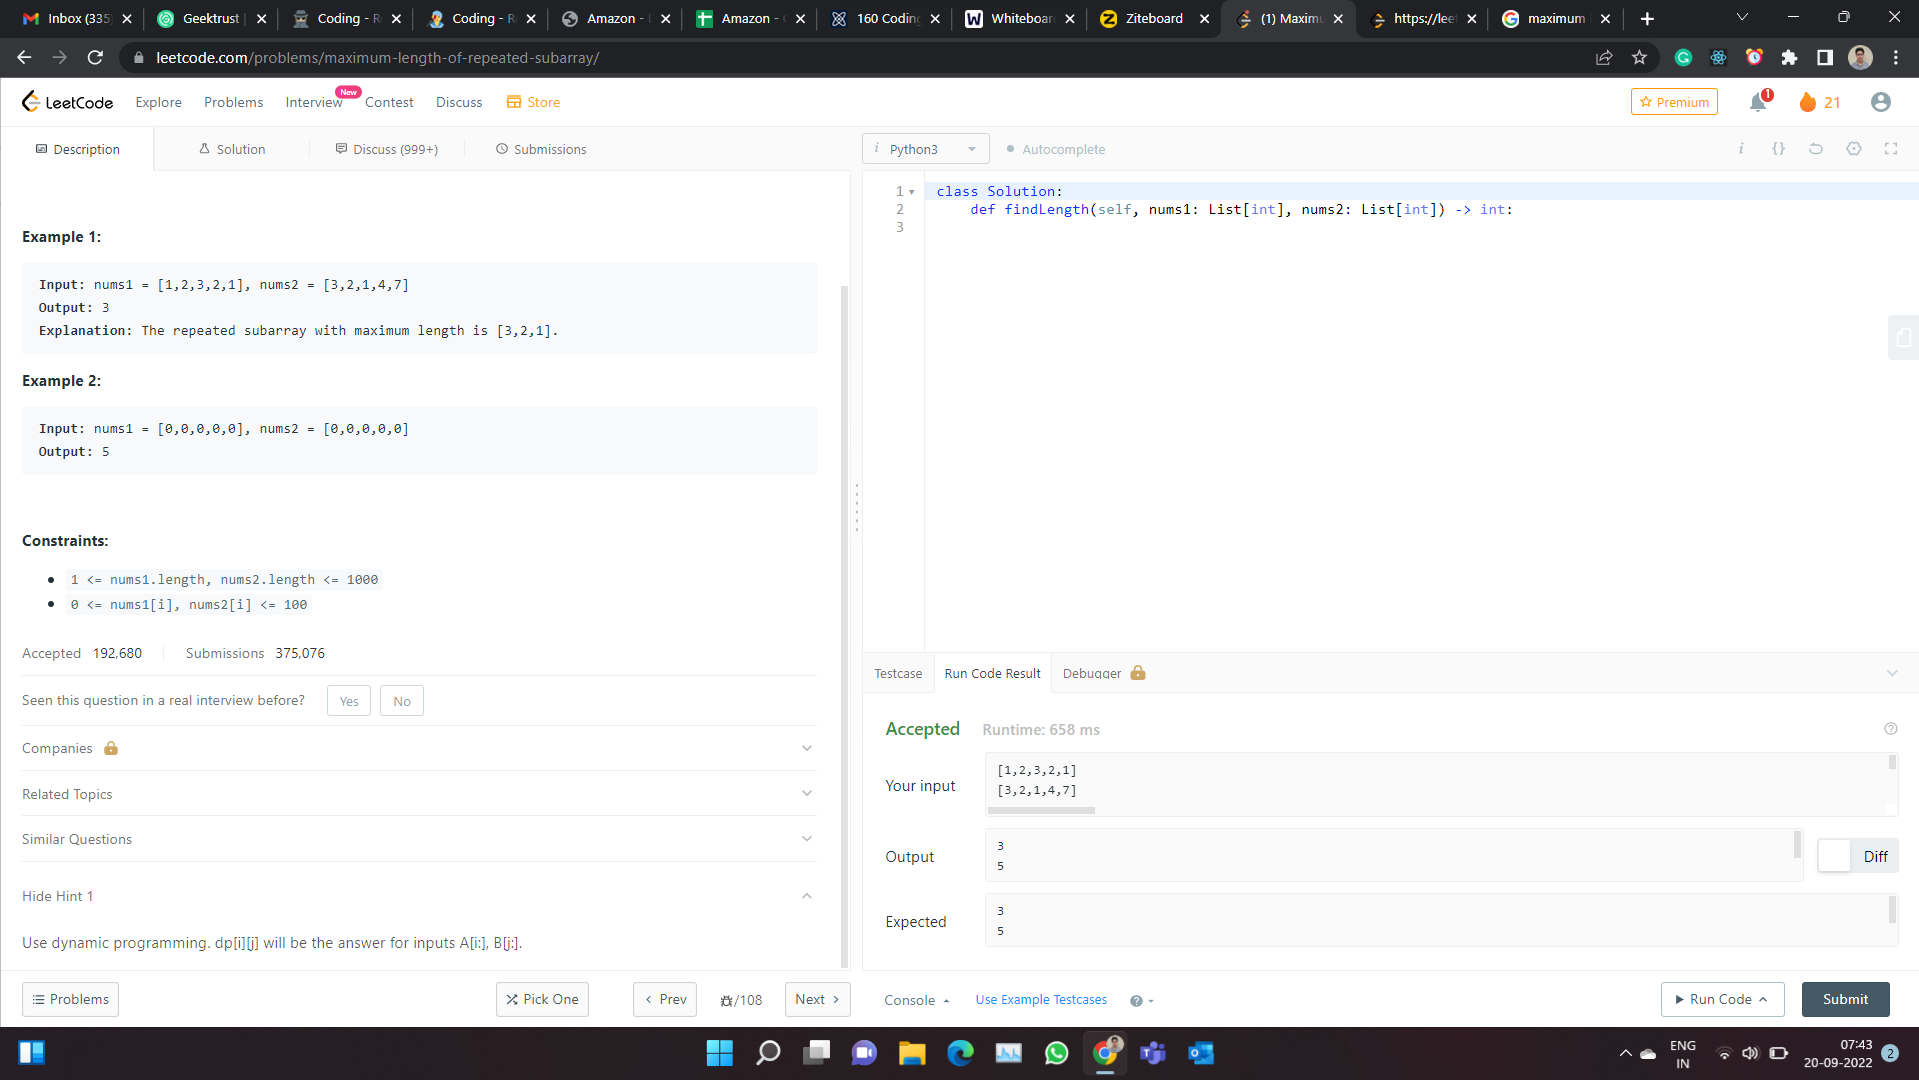 Inbox (335
Geektrust
Coding - R
Coding - R
Amazon -
Amazon -
160 Coding
Whiteboar
Ziteboard
(1) Maxim
https://lee
maximum
leetcode.com/problems/maximum-length-of-repeated-subarray/
LeetCode
Explore
Problems
Interview
New
Contest
Discuss
Store
Premium
1
21
Description
Solution
Discuss (999+)
Submissions
i Python3
Autocomplete
i {}
Example 1:
Input: nums1 = [1,2,3,2,1], nums2 = [3,2,1,4,7]
Output: 3
Explanation: The repeated subarray with maximum length is [3,2,1].
Example 2:
Input: nums1 = [0,0,0,0,0], nums2 = [0,0,0,0,0]
Output: 5
Constraints:
1 <= nums1.length, nums2.length <= 1000
0 <= nums1[i], nums2[i] <= 100
Accepted 192,680 Submissions 375,076
Seen this question in a real interview before? Yes No
Companies
Related Topics
Similar Questions
Hide Hint 1
Use dynamic programming. dp[i][j] will be the answer for inputs A[i:], B[j:].
Problems
Pick One
Prev
/108
Next
1 class Solution:
2 def findLength(self, nums1: List[int], nums2: List[int]) -> int:
3
Testcase
Run Code Result
Debugger
Accepted Runtime: 658 ms
Your input
[1,2,3,2,1]
[3,2,1,4,7]
Output
3
5
Diff
Expected
3
5
Console
Use Example Testcases
Run Code
Submit
ENG
IN
07:43
20-09-2022
2